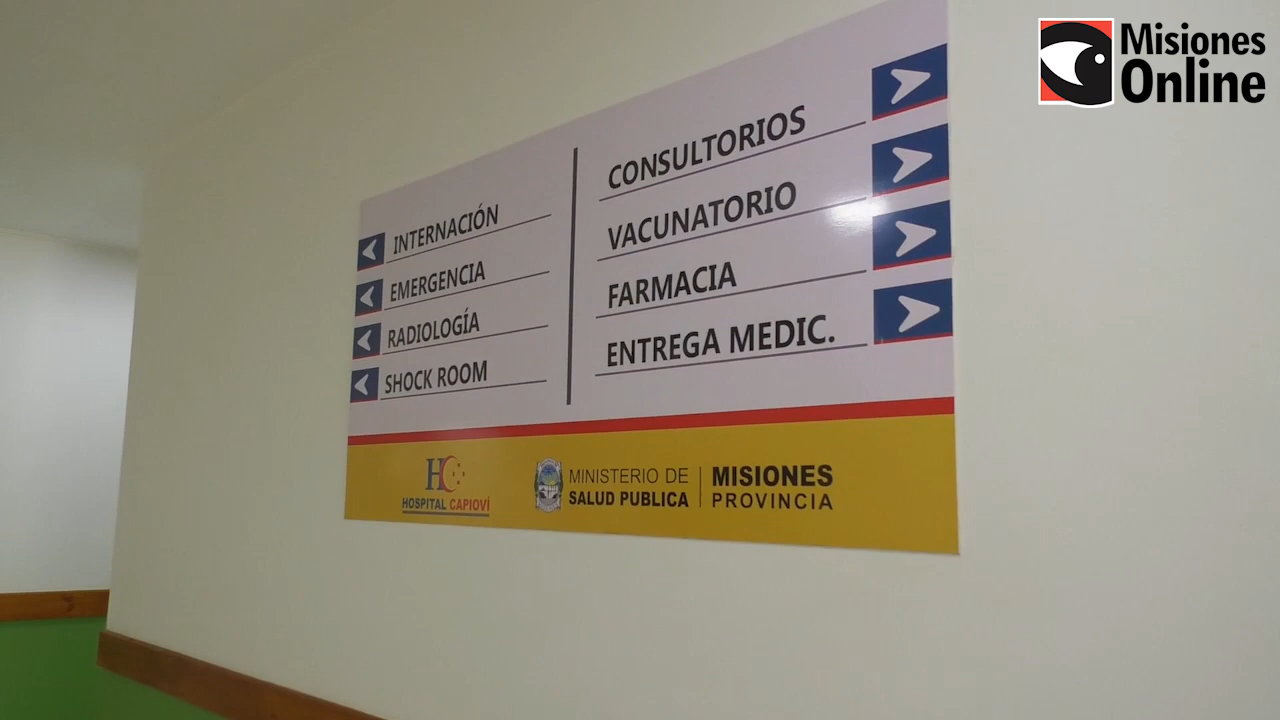 Misiones
Online
INTERNACIÓN
EMERGENCIA
RADIOLOGÍA
SHOCK ROOM
CONSULTORIOS
VACUNATORIO
FARMACIA
ENTREGA MEDIC.
HC
HOSPITAL CAPIOVÍ
MINISTERIO DE
SALUD PUBLICA
MISIONES
PROVINCIA